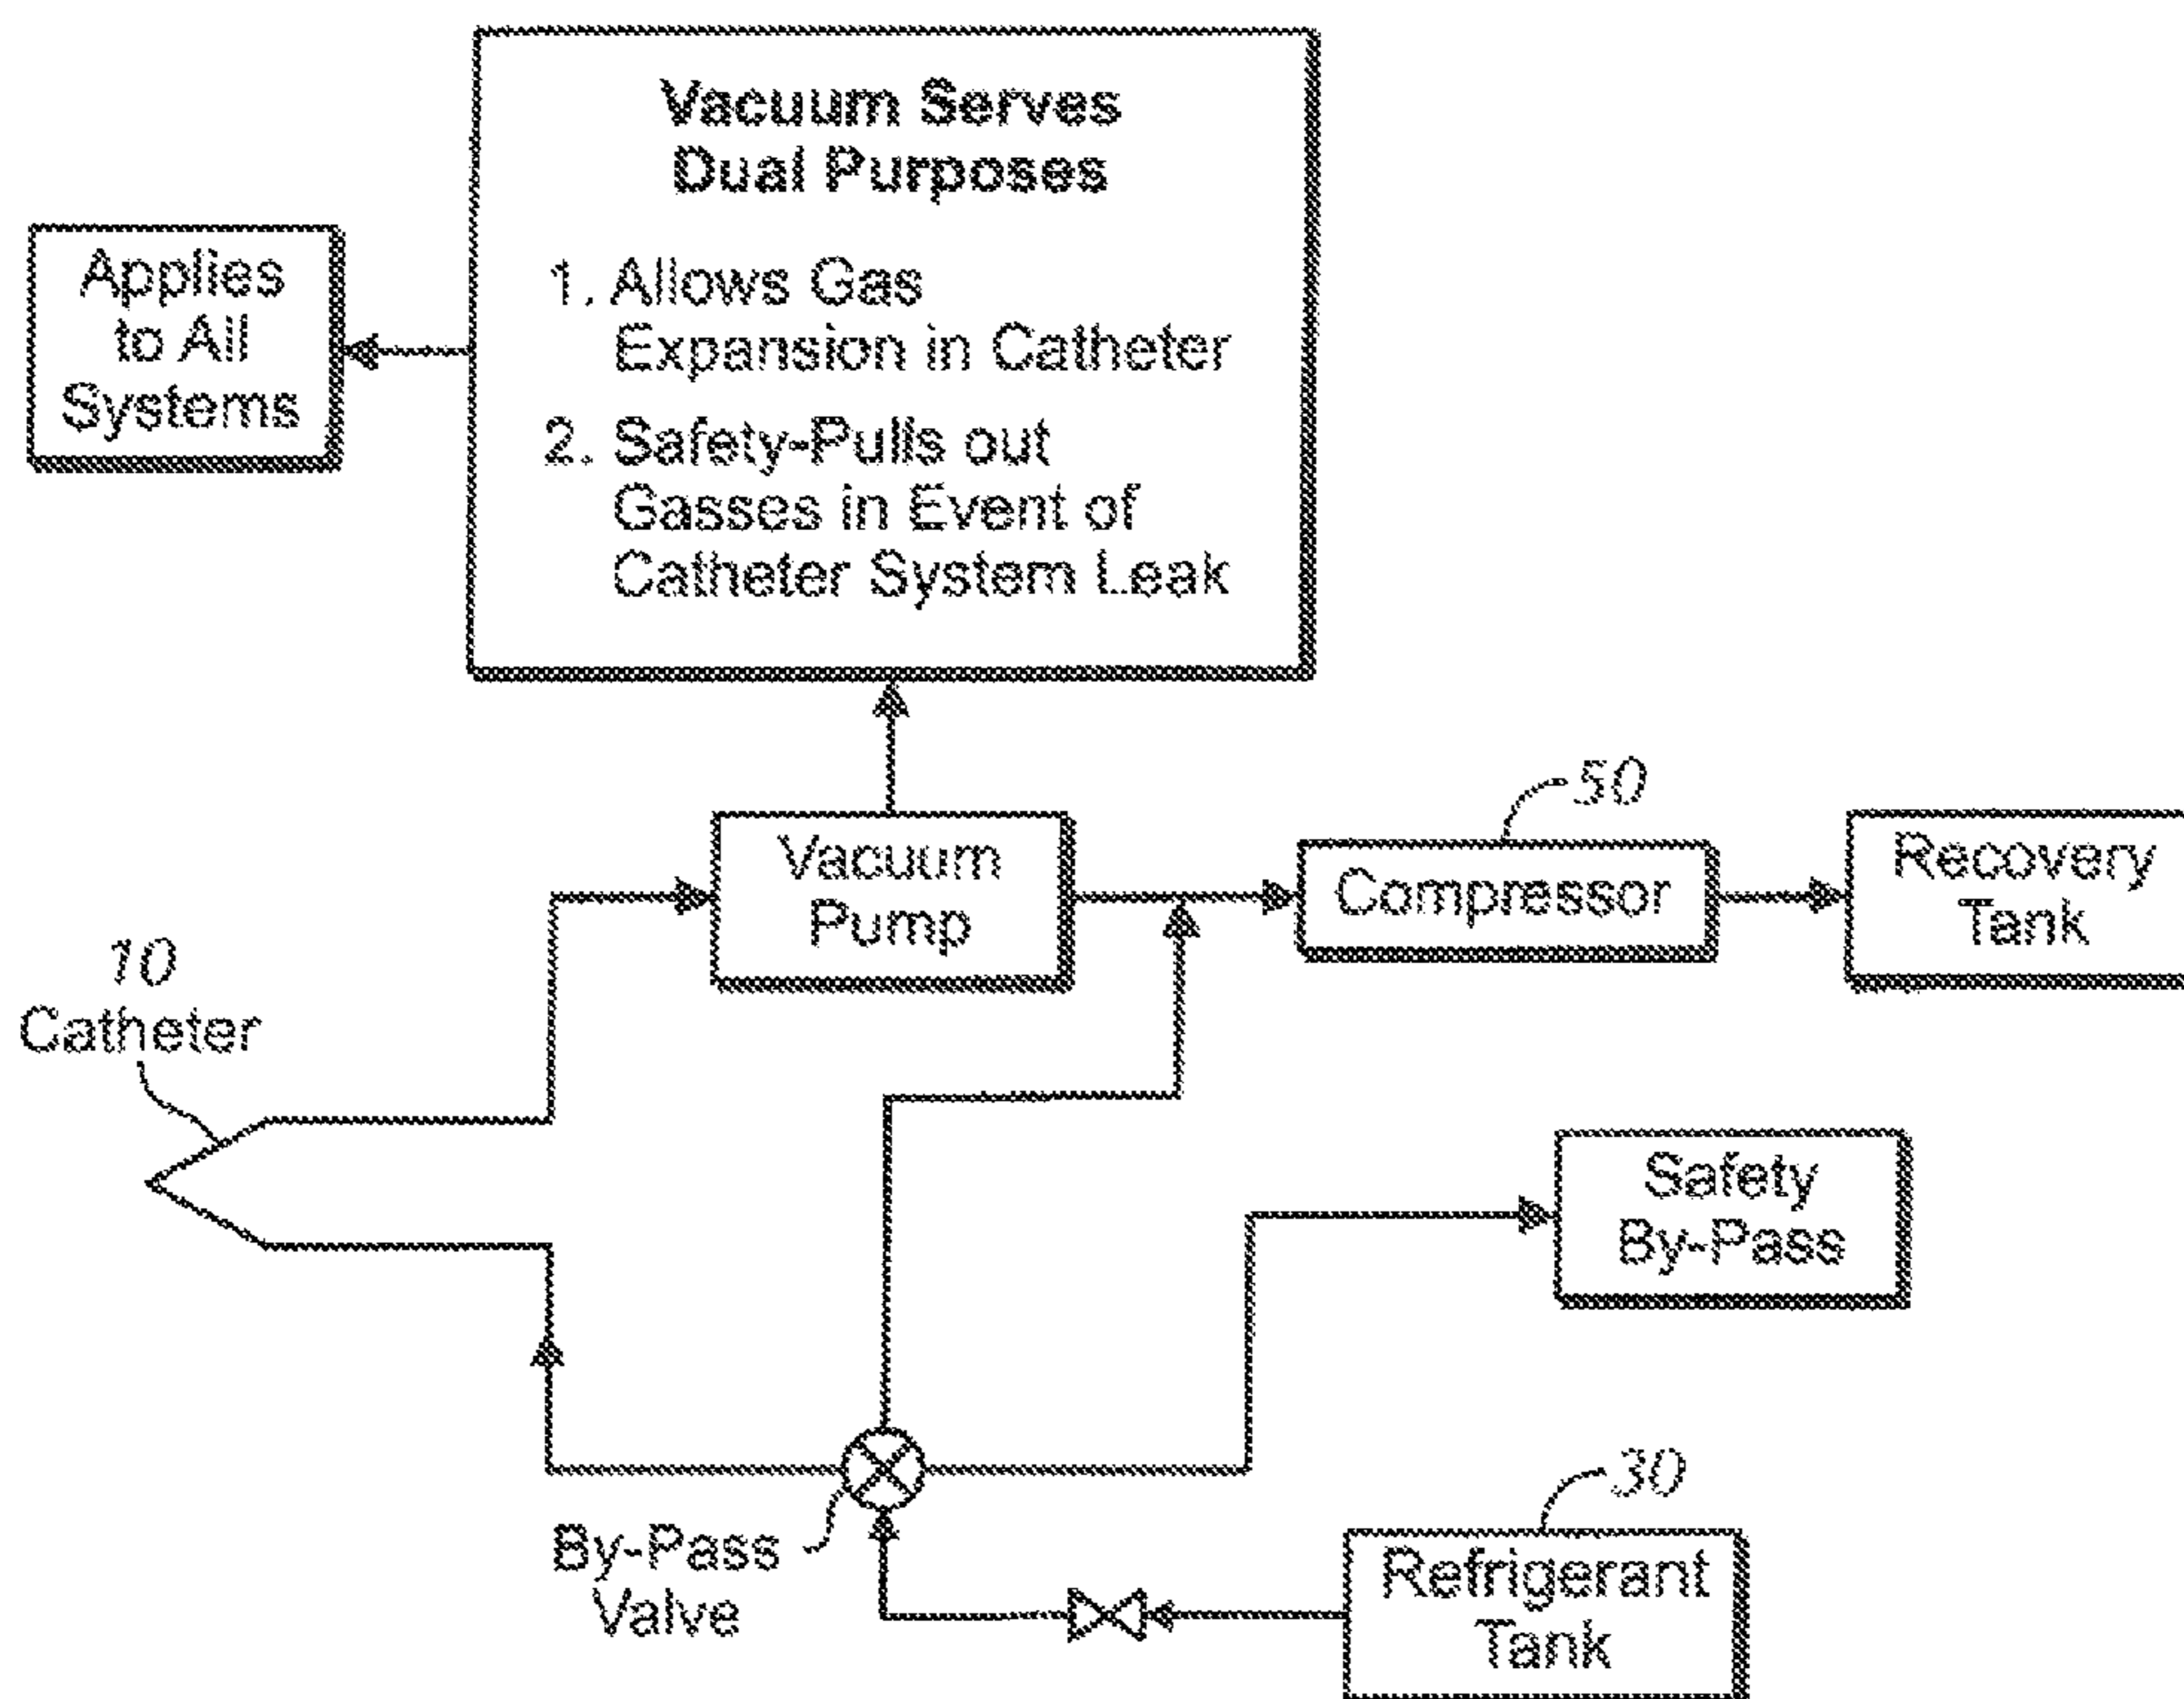 Vacuum Serves
Dual Purposes
1. Allows Gas
Expansion in Catheter
2. Safety-Pulls out
Gasses in Event of
Catheter System Leak
Applies
to All
Systems
50
Vacuum
Pump
Compressor
Recovery
Tank
10
Catheter
Safety
By-Pass
By-Pass
Valve
30
Refrigerant
Tank